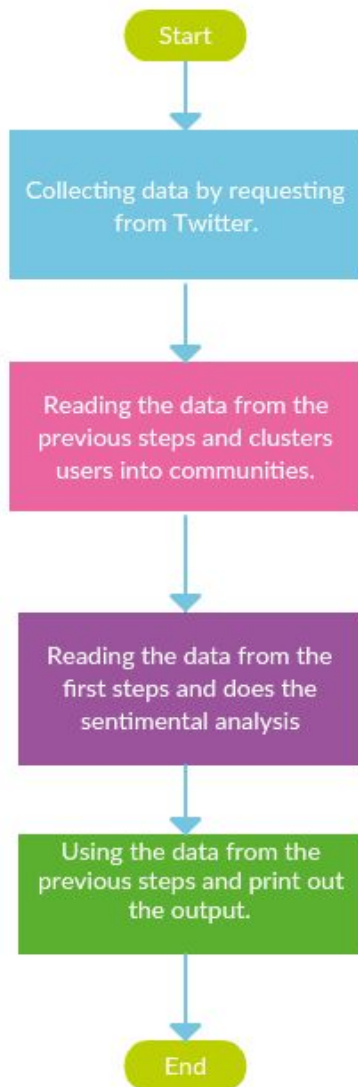 Start
Collecting data by requesting
from Twitter.
Reading the data from the
previous steps and clusters
users into communities.
Reading the data from the
first steps and does the
sentimental analysis
Using the data from the
previous steps and print out
the output.
End